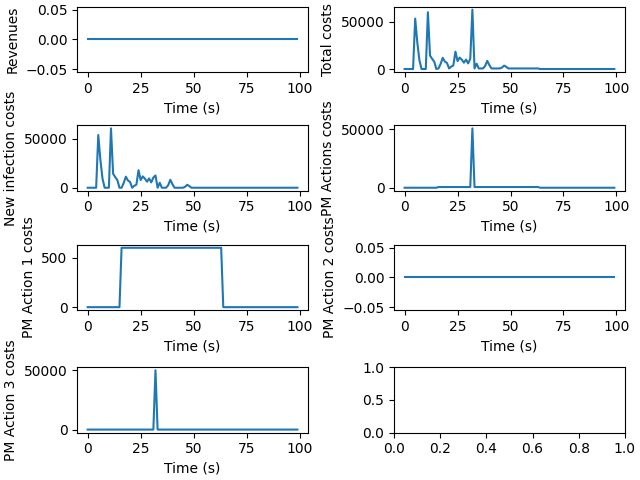 Revenues
0.05
0.00
−0.05
0 25 50 75 100
Time (s)
Total costs
50000
0
0 25 50 75 100
Time (s)
New infection costs
50000
0
0 25 50 75 100
Time (s)
PM Actions costs
50000
0
0 25 50 75 100
Time (s)
PM Action 1 costs
500
0
0 25 50 75 100
Time (s)
PM Action 2 costs
0.05
0.00
−0.05
0 25 50 75 100
Time (s)
PM Action 3 costs
50000
0
0 25 50 75 100
Time (s)
1.0
0.5
0.0
0.0 0.2 0.4 0.6 0.8 1.0